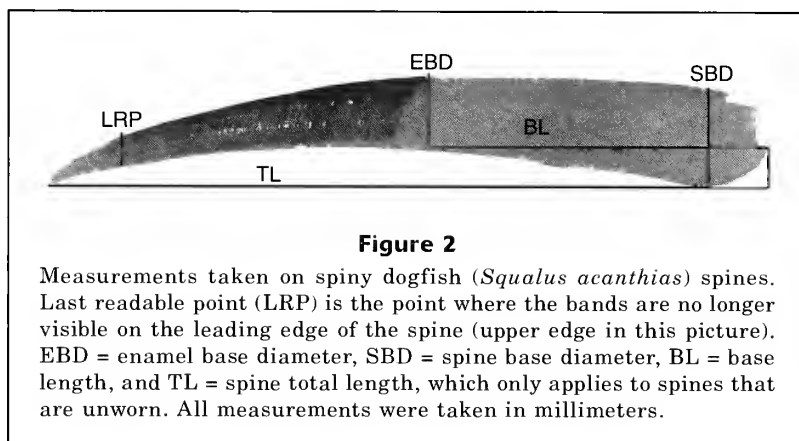 EBD
SBD
LRP
BL
TL
Figure 2
Measurements taken on spiny dogfish (Squalus acanthias) spines.
Last readable point (LRP) is the point where the bands are no longer
visible on the leading edge of the spine (upper edge in this picture).
EBD = enamel base diameter, SBD = spine base diameter, BL = base
length, and TL = spine total length, which only applies to spines that
are unworn. All measurements were taken in millimeters.